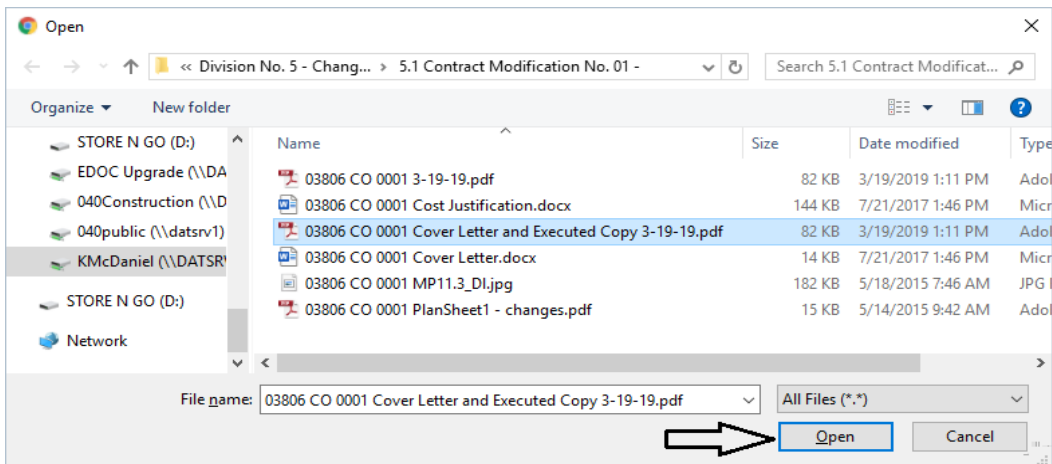 Open
« Division No. 5 - Chang... › 5.1 Contract Modification No. 01 -
Search 5.1 Contract Modificat...
Organize
New folder
STORE N GO (D:)
EDOC Upgrade (\\DA
040Construction (\\D
040public (\\datsrv1)
KMcDaniel (\\DATSR
STORE N GO (D:)
Network
Name Size Date modified Type
03806 CO 0001 3-19-19.pdf 82 KB 3/19/2019 1:11 PM Adol
03806 CO 0001 Cost Justification.docx 144 KB 7/21/2017 1:46 PM Micr
03806 CO 0001 Cover Letter and Executed Copy 3-19-19.pdf 82 KB 3/19/2019 1:11 PM Adol
03806 CO 0001 Cover Letter.docx 14 KB 7/21/2017 1:46 PM Micr
03806 CO 0001 MP11.3_DI.jpg 182 KB 5/18/2015 7:46 AM JPG
03806 CO 0001 PlanSheet1 - changes.pdf 15 KB 5/14/2015 9:42 AM Adol
File name: 03806 CO 0001 Cover Letter and Executed Copy 3-19-19.pdf
All Files (*.*)
Open
Cancel